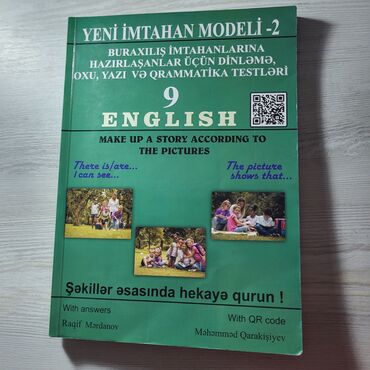 YENİ İMTAHAN MODELİ -2
BURAXILIŞ İMTAHANLARINA
HAZIRLAŞANLAR ÜÇÜN DİNLƏMƏ,
OXU, YAZI VƏ QRAMMATİKA TESTLƏRİ
9
ENGLISH
MAKE UP A STORY ACCORDING TO
THE PICTURES
There is/are...
I can see...
The picture
shows that...
Şəkillər əsasında hekayə qurun !
With answers
Raqif Mərdanov
With QR code
Məhəmməd Qarakişiyev